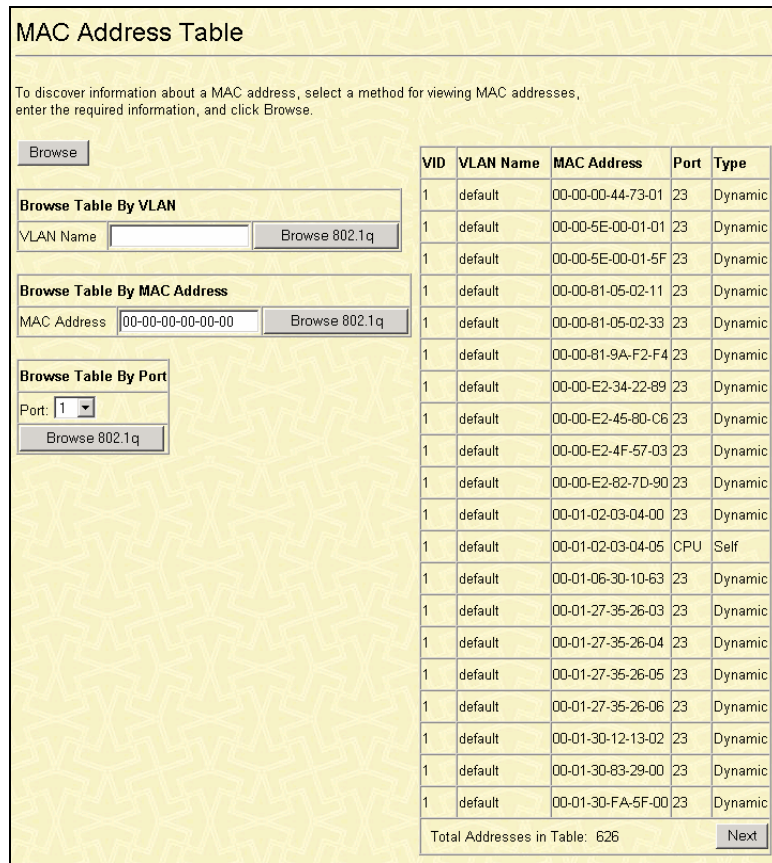 MAC Address Table
To discover information about a MAC address, select a method for viewing MAC addresses,
enter the required information, and click Browse.
Browse
Browse Table By VLAN
VLAN Name Browse 802.1q
Browse Table By MAC Address
MAC Address 00-00-00-00-00-00 Browse 802.1q
Browse Table By Port
Port: 1
Browse 802.1q
VID VLAN Name MAC Address Port Type
1 default 00-00-00-44-73-01 23 Dynamic
1 default 00-00-5E-00-01-01 23 Dynamic
1 default 00-00-5E-00-01-5F 23 Dynamic
1 default 00-00-81-05-02-11 23 Dynamic
1 default 00-00-81-05-02-33 23 Dynamic
1 default 00-00-81-9A-F2-F4 23 Dynamic
1 default 00-00-E2-34-22-89 23 Dynamic
1 default 00-00-E2-45-80-C6 23 Dynamic
1 default 00-00-E2-4F-57-03 23 Dynamic
1 default 00-00-E2-82-7D-90 23 Dynamic
1 default 00-01-02-03-04-00 23 Dynamic
1 default 00-01-02-03-04-05 CPU Self
1 default 00-01-06-30-10-63 23 Dynamic
1 default 00-01-27-35-26-03 23 Dynamic
1 default 00-01-27-35-26-04 23 Dynamic
1 default 00-01-27-35-26-05 23 Dynamic
1 default 00-01-27-35-26-06 23 Dynamic
1 default 00-01-30-12-13-02 23 Dynamic
1 default 00-01-30-83-29-00 23 Dynamic
1 default 00-01-30-FA-5F-00 23 Dynamic
Total Addresses in Table: 626 Next